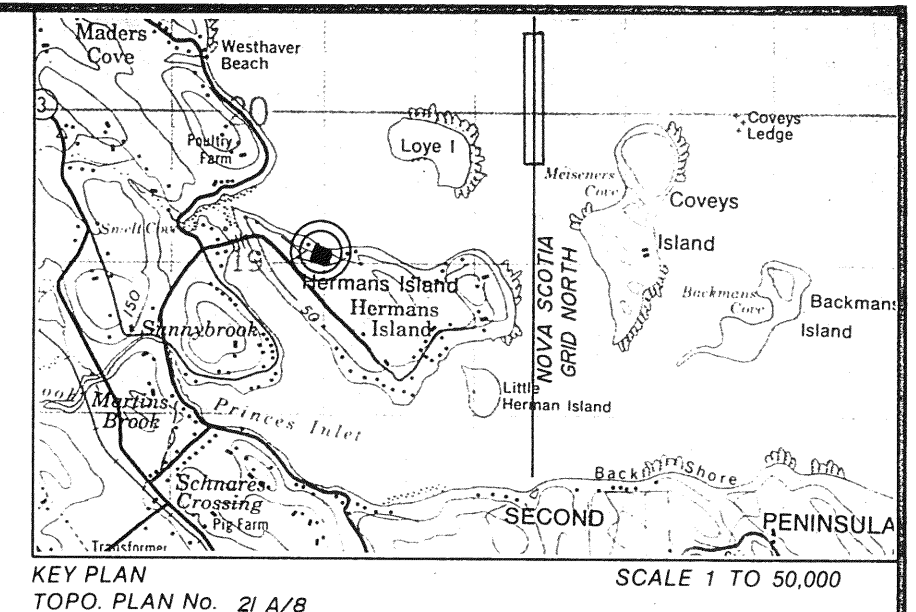 Maders
Cove
Westhaver
Beach
3
Poultry
Farm
Loye I
Coveys
Ledge
Meiseners
Cove
Coveys
Island
Smelt Cove
19
Hermans Island
Hermans
Island
50
150
Sunnybrook
NOVA SCOTIA
GRID NORTH
Backmans
Cove
Backmans
Island
Little
Herman Island
Martins
Brook
Princes Inlet
Schnares
Crossing
Pig Farm
Transformer
Back Shore
SECOND PENINSULA
KEY PLAN
SCALE 1 TO 50,000
TOPO. PLAN No. 21 A/8